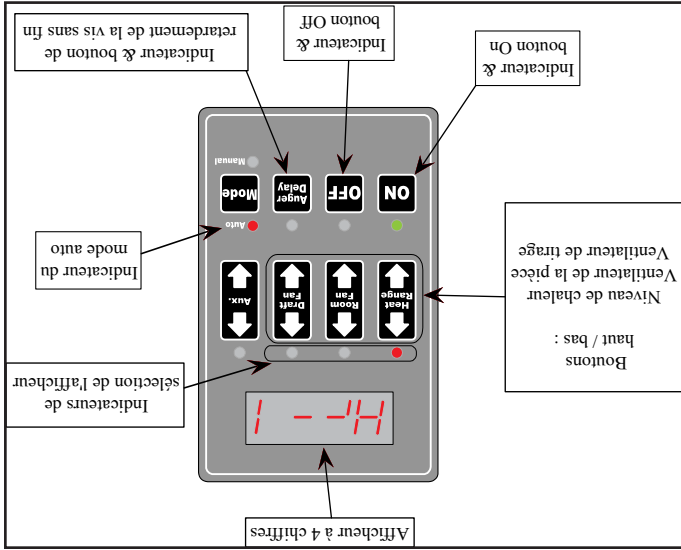 Afficheur à 4 chiffres
Hr-1
Boutons
haut / bas :
Niveau de chaleur
Ventilateur de la pièce
Ventilateur de tirage
Indicateurs de
sélection de l'afficheur
Heat
Range
Room
Fan
Draft
Fan
Aux.
Indicateur du
mode auto
Auto
ON
OFF
Auger
Delay
Mode
Manual
Indicateur &
bouton On
Indicateur &
bouton Off
Indicateur & bouton de
retardement de la vis sans fin